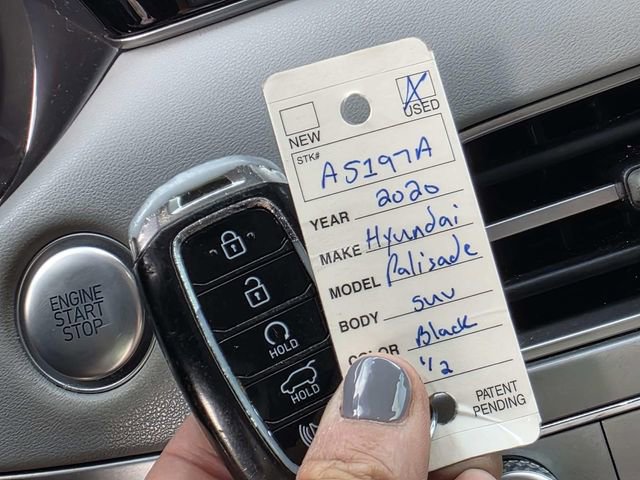 NEW
USED
STK# A5197A
YEAR 2020
MAKE Hyundai
MODEL Palisade
BODY suv
COLOR Black
1/2
PATENT
PENDING
ENGINE
START
STOP
HOLD
HOLD